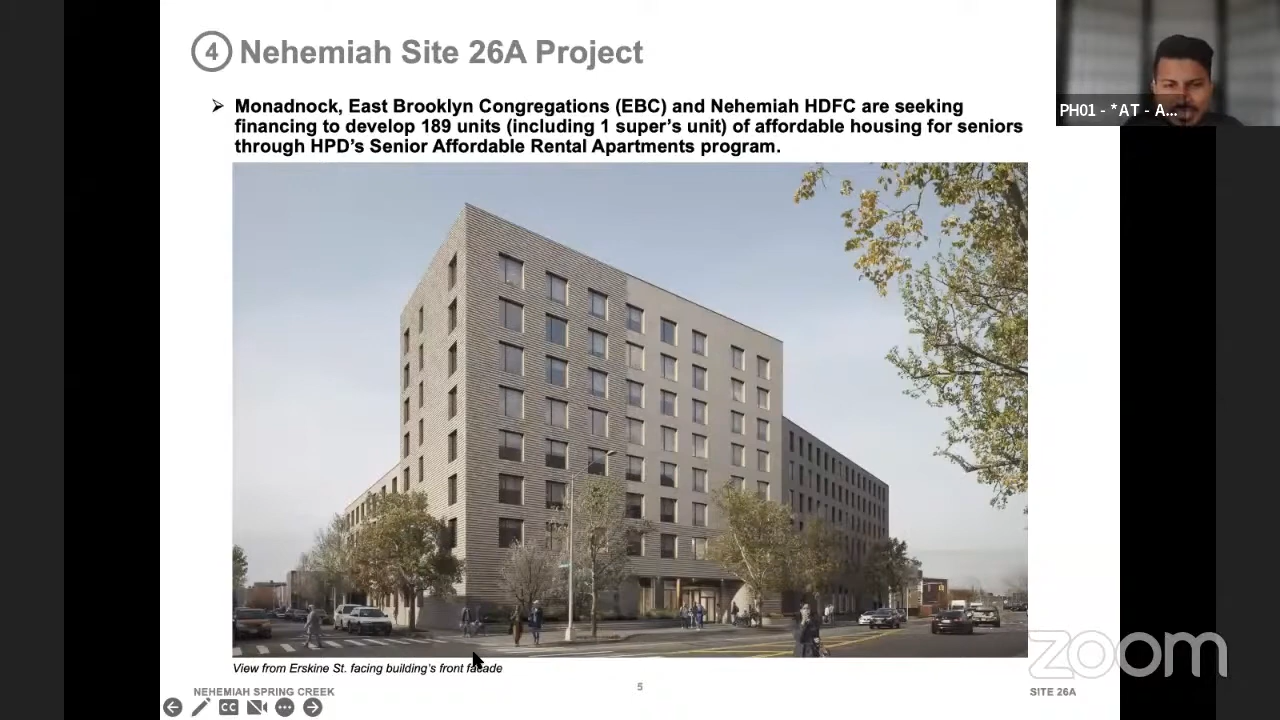 4 Nehemiah Site 26A Project
PH01 - *AT - A...
➢ Monadnock, East Brooklyn Congregations (EBC) and Nehemiah HDFC are seeking
financing to develop 189 units (including 1 super's unit) of affordable housing for seniors
through HPD's Senior Affordable Rental Apartments program.
View from Erskine St. facing building's front facade
NEHEMIAH SPRING CREEK
5
SITE 26A
zoom
CC